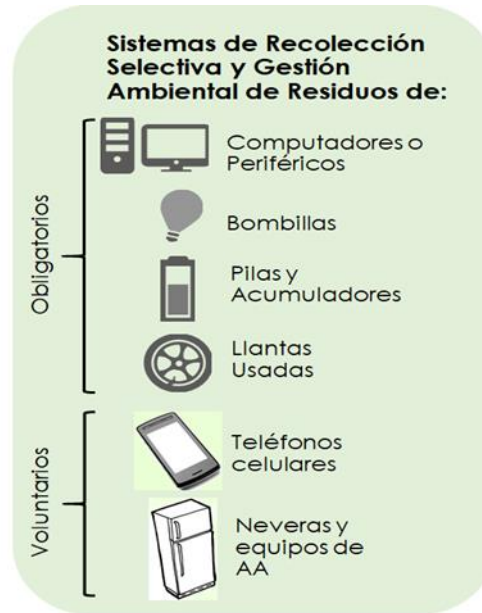 Sistemas de Recolección
Selectiva y Gestión
Ambiental de Residuos de:
Obligatorios
Computadores o
Periféricos
Bombillas
Pilas y
Acumuladores
Llantas
Usadas
Voluntarios
Teléfonos
celulares
Neveras y
equipos de
AA